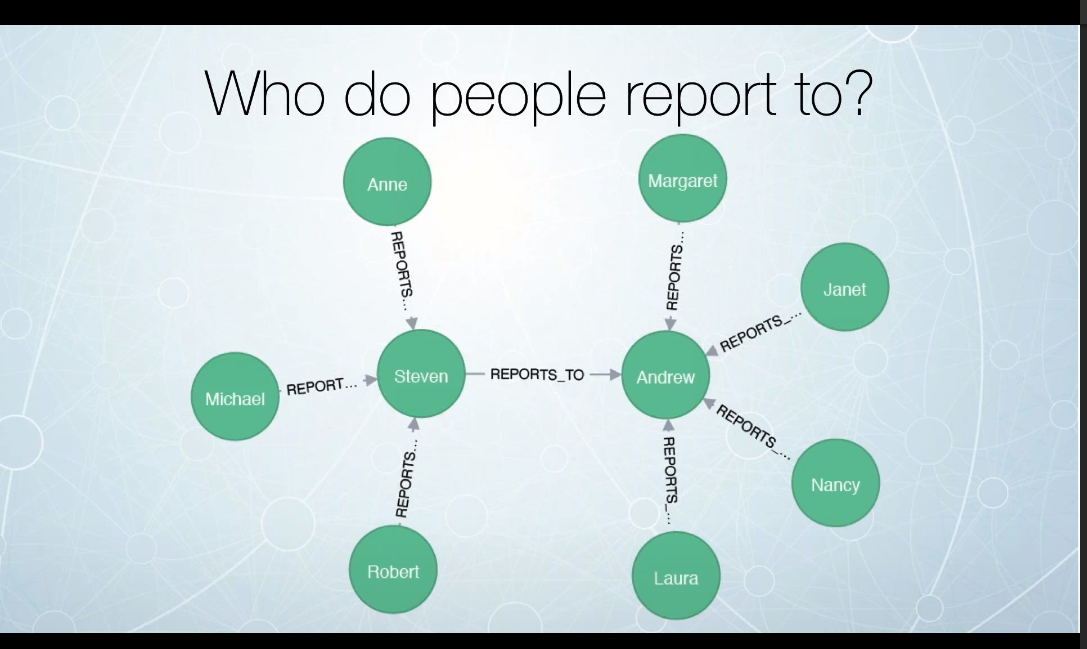 Who do people report to?
Anne
Margaret
REPORTS...
REPORTS...
Janet
REPORTS_...
Steven
REPORTS_TO
Andrew
Michael
REPORT...
REPORTS_...
REPORTS...
REPORTS_...
Nancy
Robert
Laura